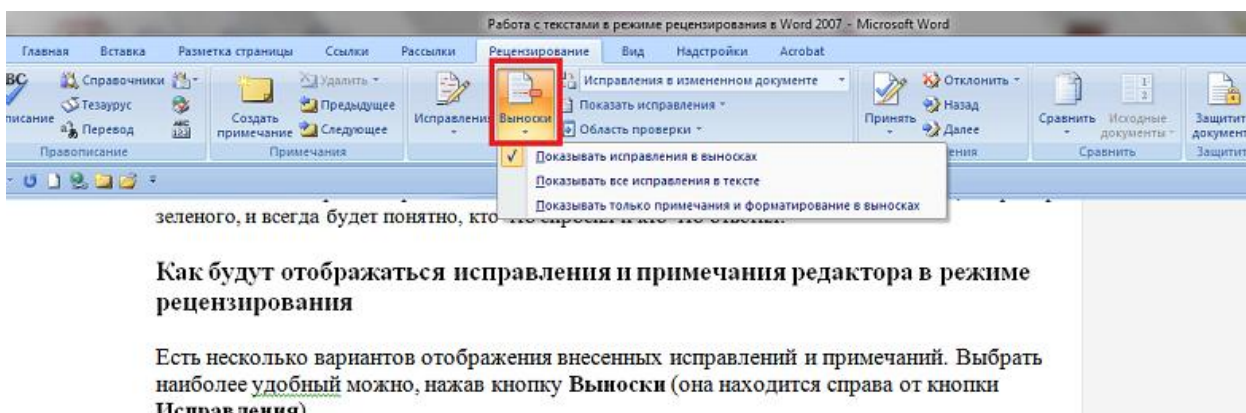 Работа с текстами в режиме рецензирования в Word 2007 - Microsoft Word
Главная Вставка Разметка страницы Ссылки Рассылки Рецензирование Вид Надстройки Acrobat
Справочники Удалить Исправления в измененном документе Отклонить
Тезаурус Предыдущее Показать исправления Назад
Перевод Создать примечание Следующее Исправления Выноски Область проверки Принять Далее Сравнить Исходные документы
Правописание Примечания Сравнить
Показывать исправления в выносках
Показывать все исправления в тексте
Показывать только примечания и форматирование в выносках
зеленого, и всегда будет понятно,
Как будут отображаться исправления и примечания редактора в режиме
рецензирования
Есть несколько вариантов отображения внесенных исправлений и примечаний. Выбрать
наиболее удобный можно, нажав кнопку Выноски (она находится справа от кнопки
Исправления)